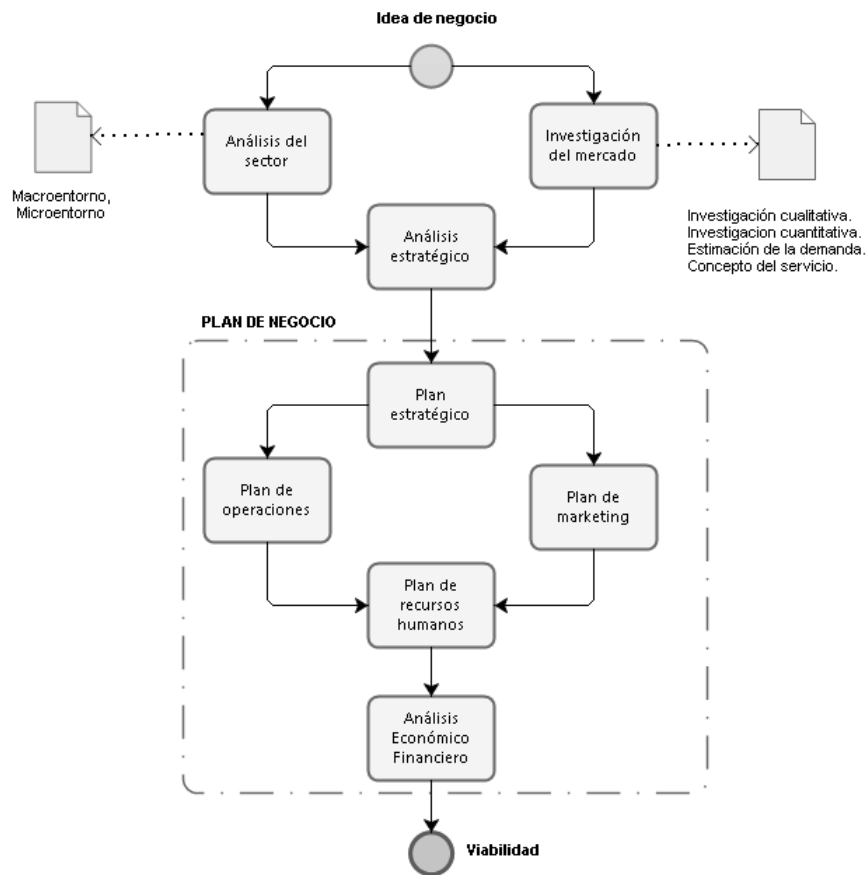 Idea de negocio
Análisis del
sector
Investigación
del mercado
Macroentorno,
Microentorno
Investigación cualitativa.
Investigacion cuantitativa.
Estimación de la demanda.
Concepto del servicio.
Análisis
estratégico
PLAN DE NEGOCIO
Plan
estratégico
Plan de
operaciones
Plan de
marketing
Plan de
recursos
humanos
Análisis
Económico
Financiero
Viabilidad